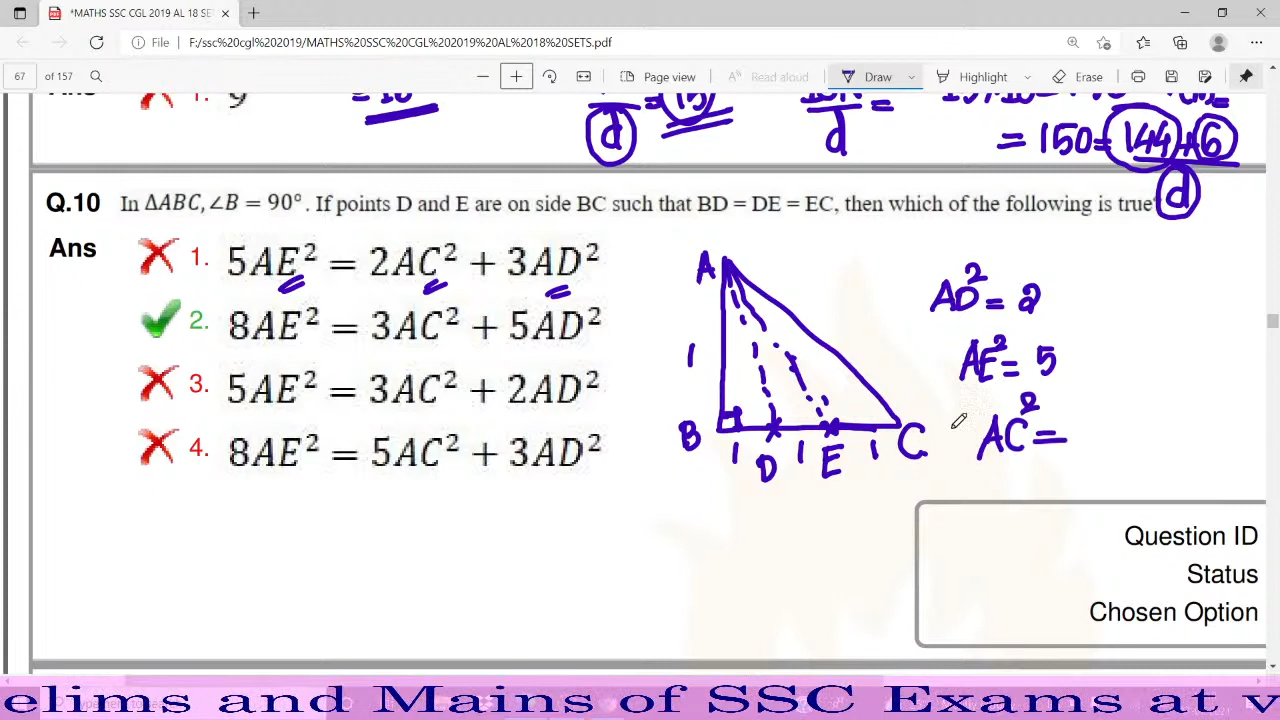 *MATHS SSC CGL 2019 AL 18 SE
File F:/ssc%20cgl%202019/MATHS%20SSC%20CGL%202019%20AL%2018%20SETS.pdf
67 of 157 Page view Read aloud Draw Highlight Erase
= 150 = 144 + 6
d
d
d
Q.10 In ΔABC, ∠B = 90°. If points D and E are on side BC such that BD = DE = EC, then which of the following is true
Ans
1. 5AE² = 2AC² + 3AD²
2. 8AE² = 3AC² + 5AD²
3. 5AE² = 3AC² + 2AD²
4. 8AE² = 5AC² + 3AD²
A
1
B 1 D 1 E 1 C
AD² = 2
AE² = 5
AC² =
Question ID
Status
Chosen Option
elims and Mains of SSC Exams at v